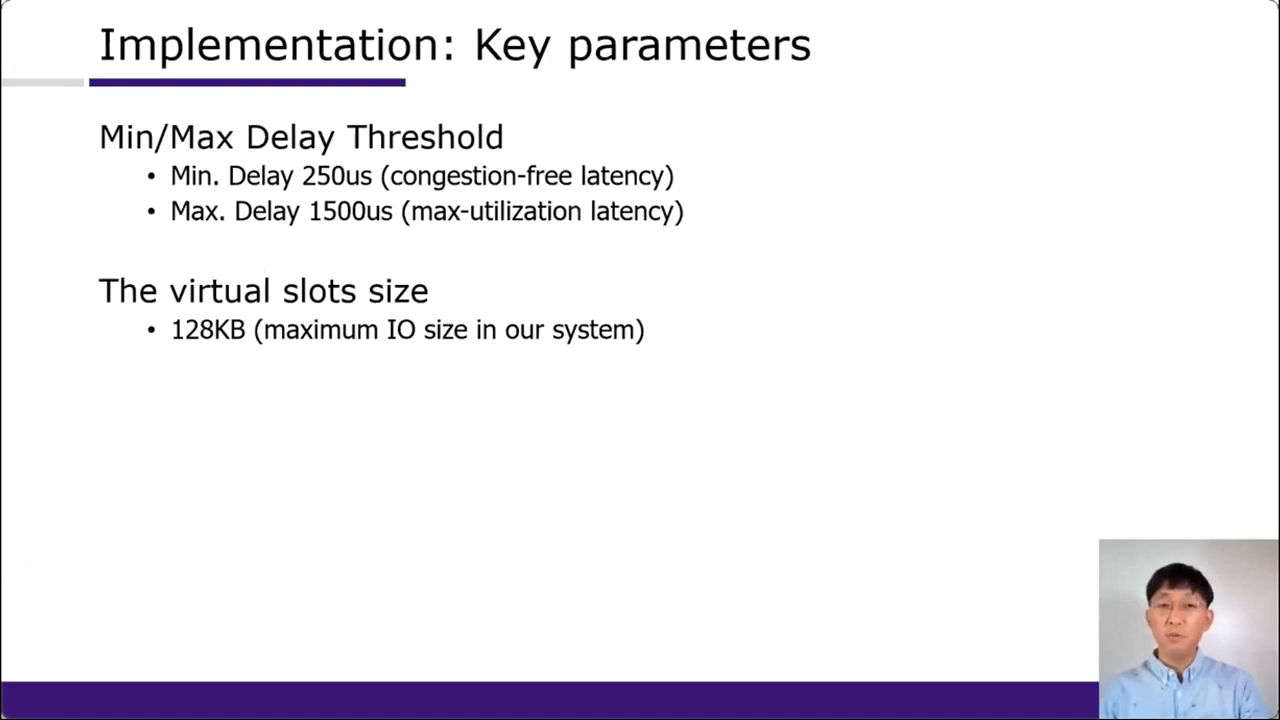 Implementation: Key parameters
Min/Max Delay Threshold
• Min. Delay 250us (congestion-free latency)
• Max. Delay 1500us (max-utilization latency)
The virtual slots size
• 128KB (maximum IO size in our system)